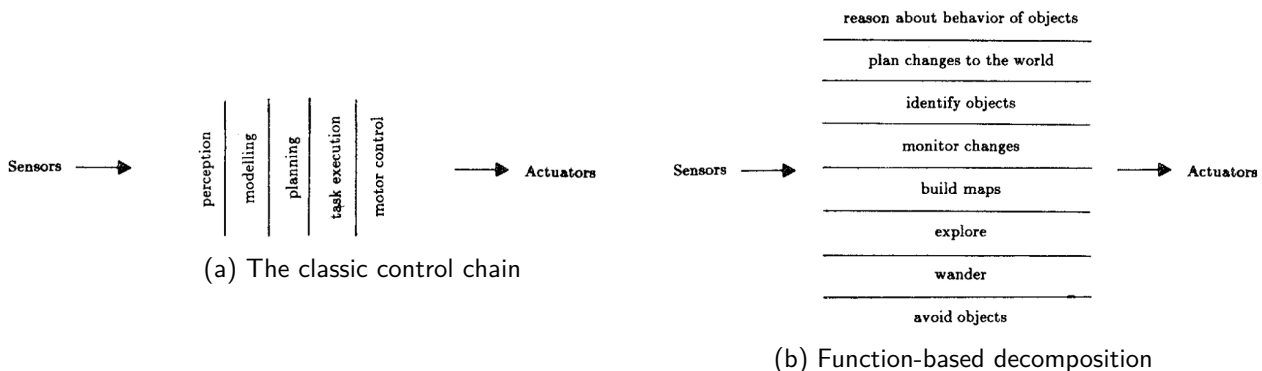 Sensors
perception
modelling
planning
task execution
motor control
Actuators
(a) The classic control chain
Sensors
reason about behavior of objects
plan changes to the world
identify objects
monitor changes
build maps
explore
wander
avoid objects
Actuators
(b) Function-based decomposition